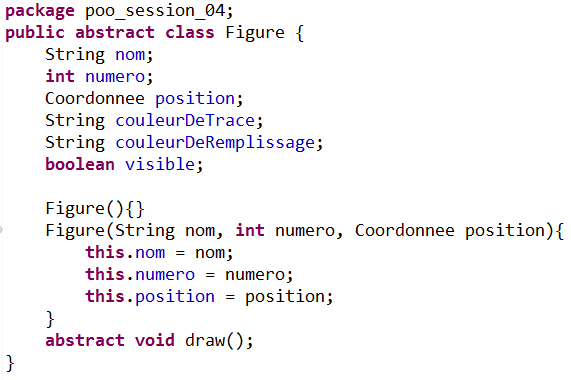 package poo_session_04;
public abstract class Figure {
    String nom;
    int numero;
    Coordonnee position;
    String couleurDeTrace;
    String couleurDeRemplissage;
    boolean visible;

    Figure(){}
    Figure(String nom, int numero, Coordonnee position){
        this.nom = nom;
        this.numero = numero;
        this.position = position;
    }
    abstract void draw();
}